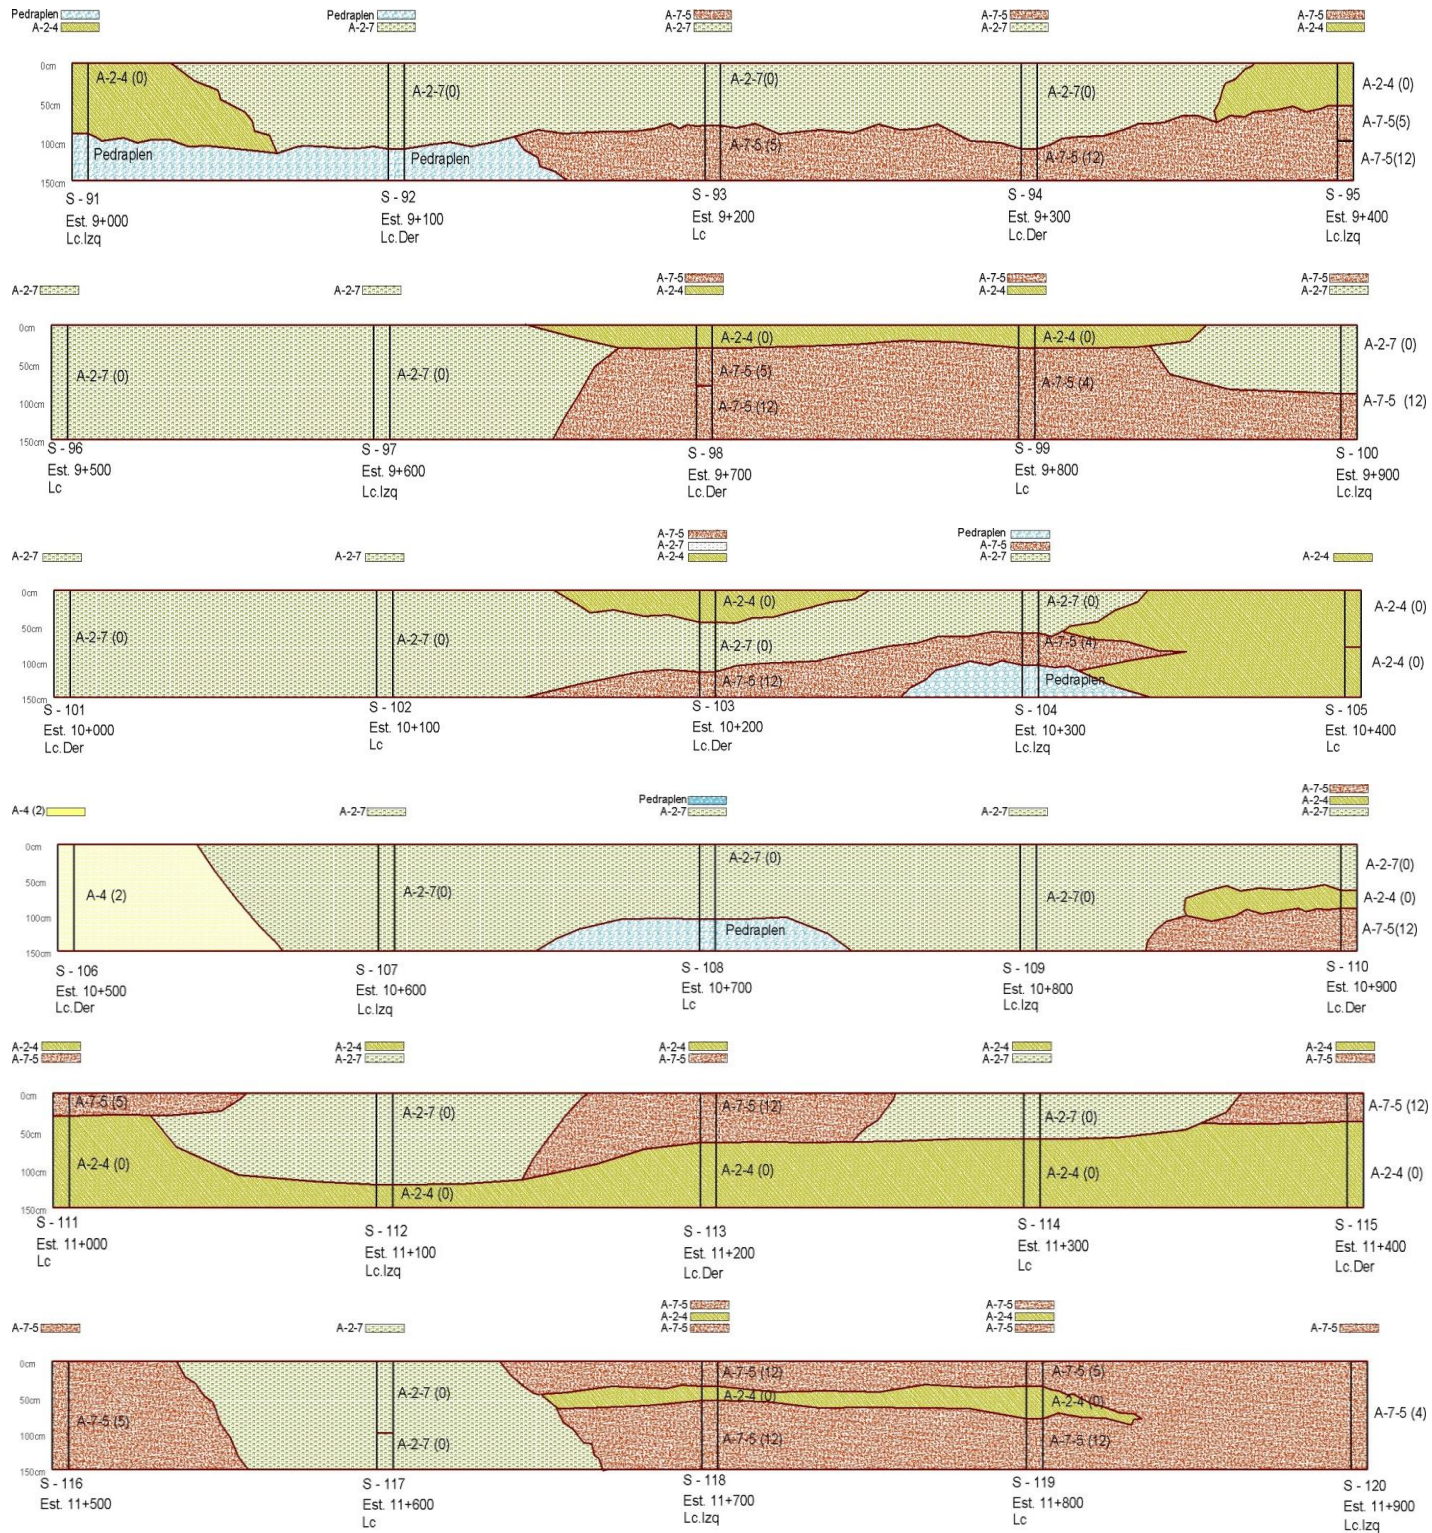 Pedraplen
A-2-4
Pedraplen
A-2-7
A-7-5
A-2-7
A-7-5
A-2-7
A-7-5
A-2-4
0cm
50cm
100cm
150cm
A-2-4 (0)
Pedraplen
A-2-7(0)
Pedraplen
A-2-7(0)
A-7-5 (5)
A-2-7(0)
A-7-5 (12)
A-2-4 (0)
A-7-5(5)
A-7-5(12)
S - 91
Est. 9+000
Lc.Izq
S - 92
Est. 9+100
Lc.Der
S - 93
Est. 9+200
Lc
S - 94
Est. 9+300
Lc.Der
S - 95
Est. 9+400
Lc.Izq
A-2-7
A-2-7
A-7-5
A-2-4
A-7-5
A-2-4
A-7-5
A-2-7
0cm
50cm
100cm
150cm
A-2-7 (0)
A-2-7 (0)
A-2-4 (0)
A-7-5 (5)
A-7-5 (12)
A-2-4 (0)
A-7-5 (4)
A-2-7 (0)
A-7-5 (12)
S - 96
Est. 9+500
Lc
S - 97
Est. 9+600
Lc.Izq
S - 98
Est. 9+700
Lc.Der
S - 99
Est. 9+800
Lc
S - 100
Est. 9+900
Lc.Izq
A-2-7
A-2-7
A-7-5
A-2-7
A-2-4
Pedraplen
A-7-5
A-2-7
A-2-4
0cm
50cm
100cm
150cm
A-2-7 (0)
A-2-7 (0)
A-2-4 (0)
A-2-7 (0)
A-7-5 (12)
A-2-7 (0)
A-7-5 (4)
Pedraplen
A-2-4 (0)
A-2-4 (0)
S - 101
Est. 10+000
Lc.Der
S - 102
Est. 10+100
Lc
S - 103
Est. 10+200
Lc.Der
S - 104
Est. 10+300
Lc.Izq
S - 105
Est. 10+400
Lc
A-4 (2)
A-2-7
Pedraplen
A-2-7
A-2-7
A-7-5
A-2-4
A-2-7
0cm
50cm
100cm
150cm
A-4 (2)
A-2-7(0)
A-2-7 (0)
Pedraplen
A-2-7(0)
A-2-7(0)
A-2-4 (0)
A-7-5(12)
S - 106
Est. 10+500
Lc.Der
S - 107
Est. 10+600
Lc.Izq
S - 108
Est. 10+700
Lc
S - 109
Est. 10+800
Lc.Izq
S - 110
Est. 10+900
Lc.Der
A-2-4
A-7-5
A-2-4
A-2-7
A-2-4
A-7-5
A-2-4
A-2-7
A-2-4
A-7-5
0cm
50cm
100cm
150cm
A-7-5 (5)
A-2-4 (0)
A-2-7 (0)
A-2-4 (0)
A-7-5 (12)
A-2-4 (0)
A-2-7 (0)
A-2-4 (0)
A-7-5 (12)
A-2-4 (0)
S - 111
Est. 11+000
Lc
S - 112
Est. 11+100
Lc.Izq
S - 113
Est. 11+200
Lc.Der
S - 114
Est. 11+300
Lc
S - 115
Est. 11+400
Lc.Der
A-7-5
A-2-7
A-7-5
A-2-4
A-7-5
A-7-5
A-2-4
A-7-5
A-7-5
0cm
50cm
100cm
150cm
A-7-5 (5)
A-2-7 (0)
A-2-7 (0)
A-7-5 (12)
A-2-4 (0)
A-7-5 (12)
A-7-5 (5)
A-2-4 (0)
A-7-5 (12)
A-7-5 (4)
S - 116
Est. 11+500
S - 117
Est. 11+600
Lc
S - 118
Est. 11+700
Lc.Izq
S - 119
Est. 11+800
Lc
S - 120
Est. 11+900
Lc.Izq